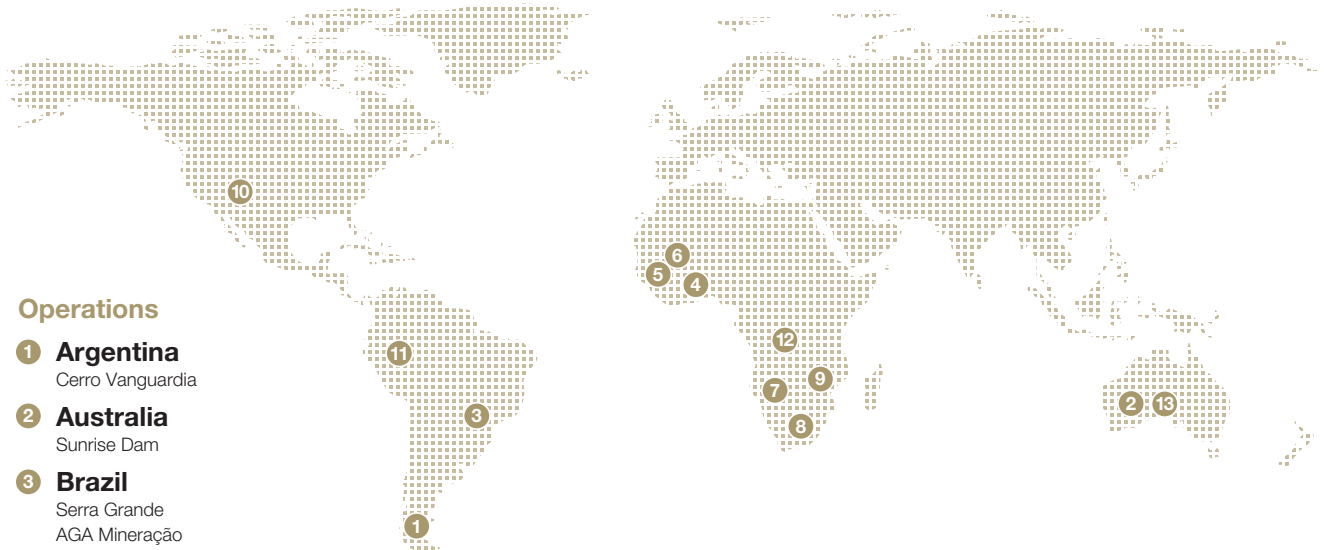 10
6
5
4
Operations
12
1 Argentina
11
Cerro Vanguardia
9
7
2 Australia
2 13
3
Sunrise Dam
8
3 Brazil
Serra Grande
1
AGA Mineração